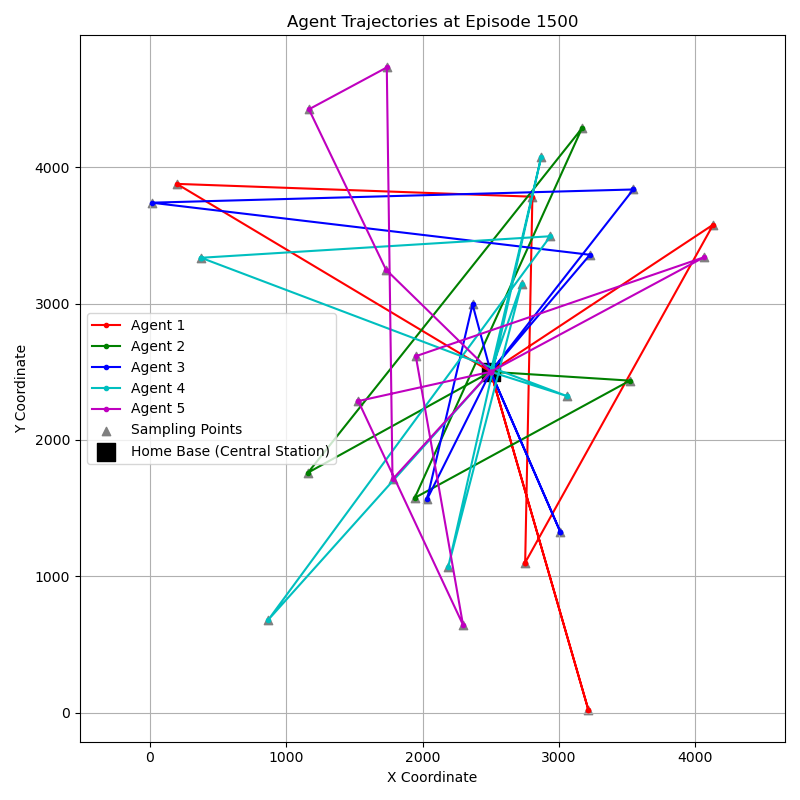 Agent Trajectories at Episode 1500
Y Coordinate
4000
3000
2000
1000
0
Agent 1
Agent 2
Agent 3
Agent 4
Agent 5
Sampling Points
Home Base (Central Station)
0 1000 2000 3000 4000
X Coordinate